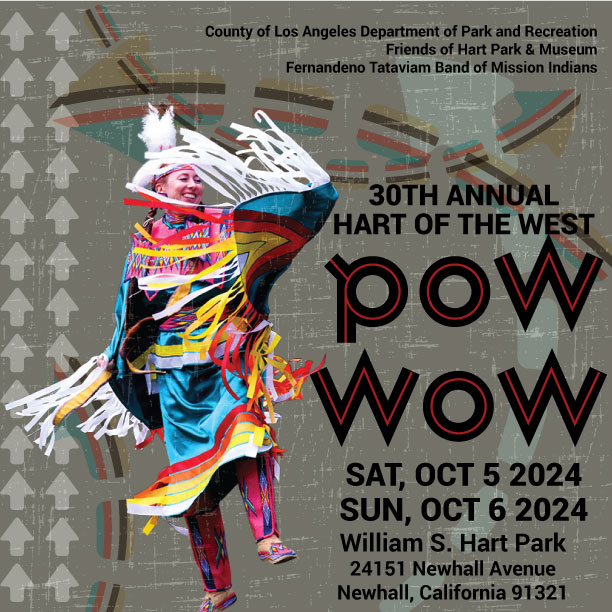 County of Los Angeles Department of Park and Recreation
Friends of Hart Park & Museum
Fernandeno Tataviam Band of Mission Indians
30TH ANNUAL
HART OF THE WEST
POW
WOW
SAT, OCT 5 2024
SUN, OCT 6 2024
William S. Hart Park
24151 Newhall Avenue
Newhall, California 91321